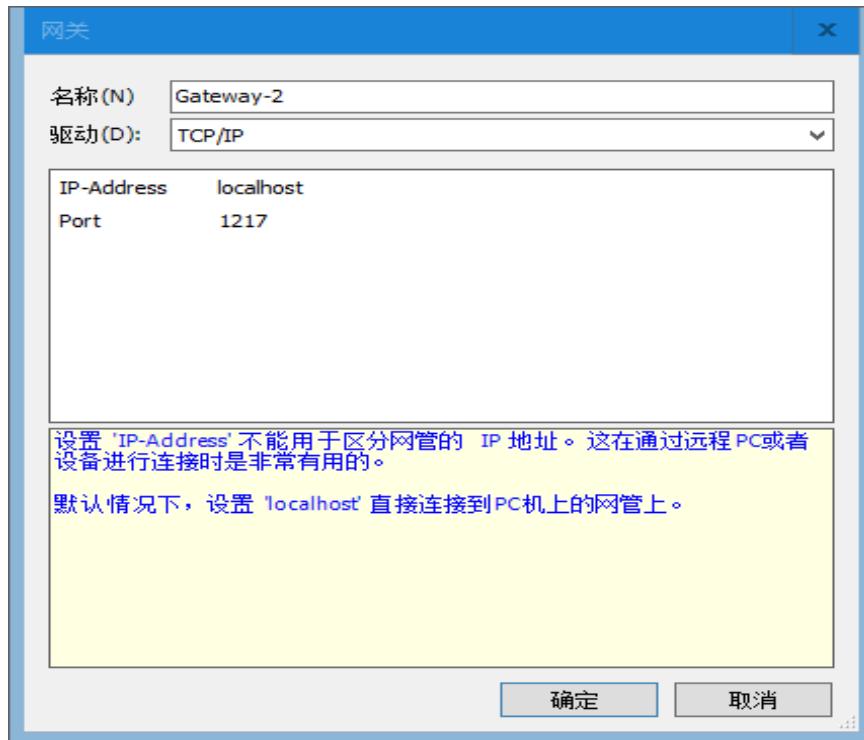 网关
名称(N) Gateway-2
驱动(D): TCP/IP
IP-Address localhost
Port 1217
设置 'IP-Address' 不能用于区分网管的 IP 地址。这在通过远程PC或者
设备进行连接时是非常有用的。
默认情况下，设置 'localhost' 直接连接到PC机上的网管上。
确定 取消